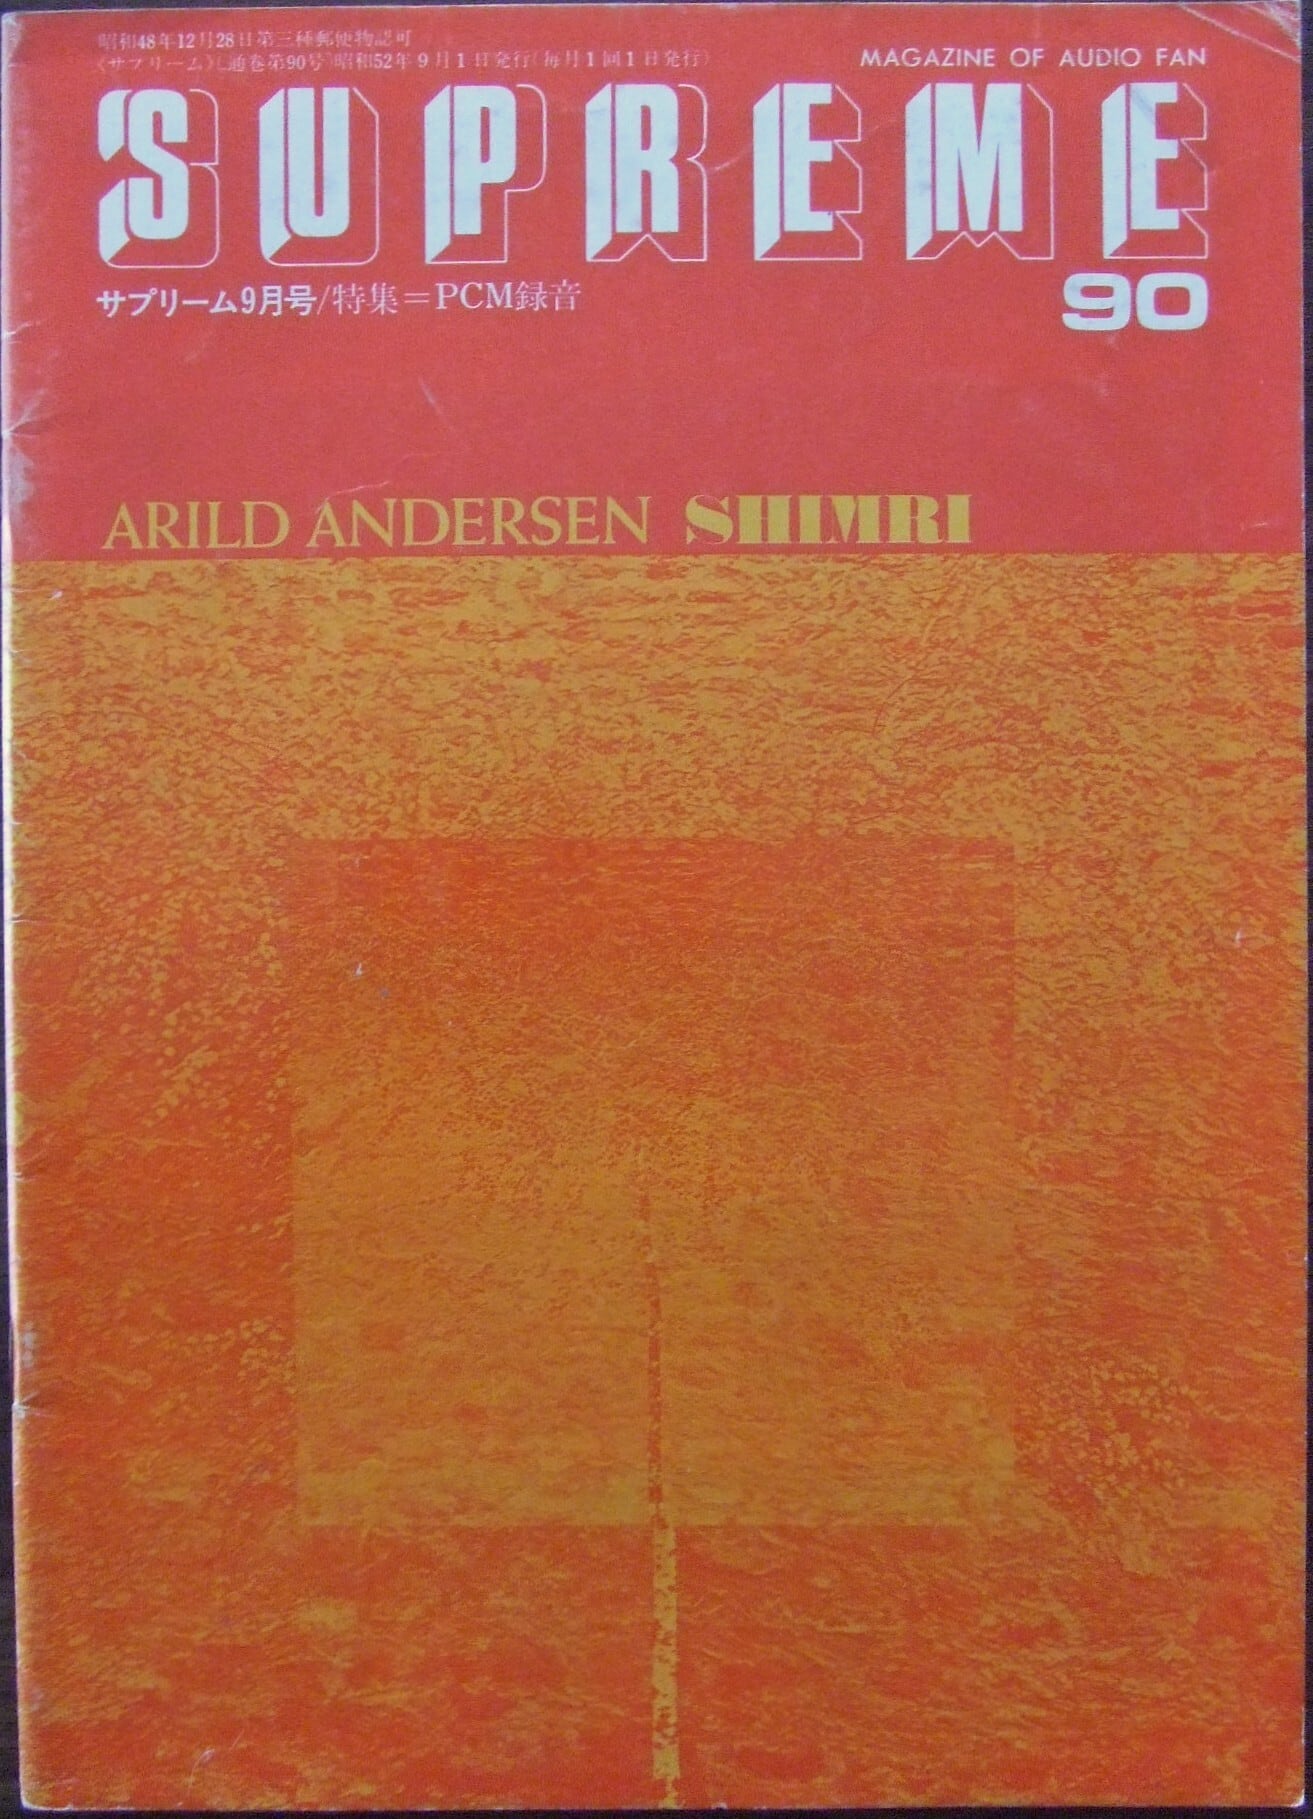 昭和48年12月28日第三種郵便物認可
《サプリーム》〔通巻第90号〕昭和52年9月1日発行(毎月1回1日発行)
MAGAZINE OF AUDIO FAN
SUPREME
サプリーム9月号/特集=PCM録音
90
ARILD ANDERSEN SHIMRI